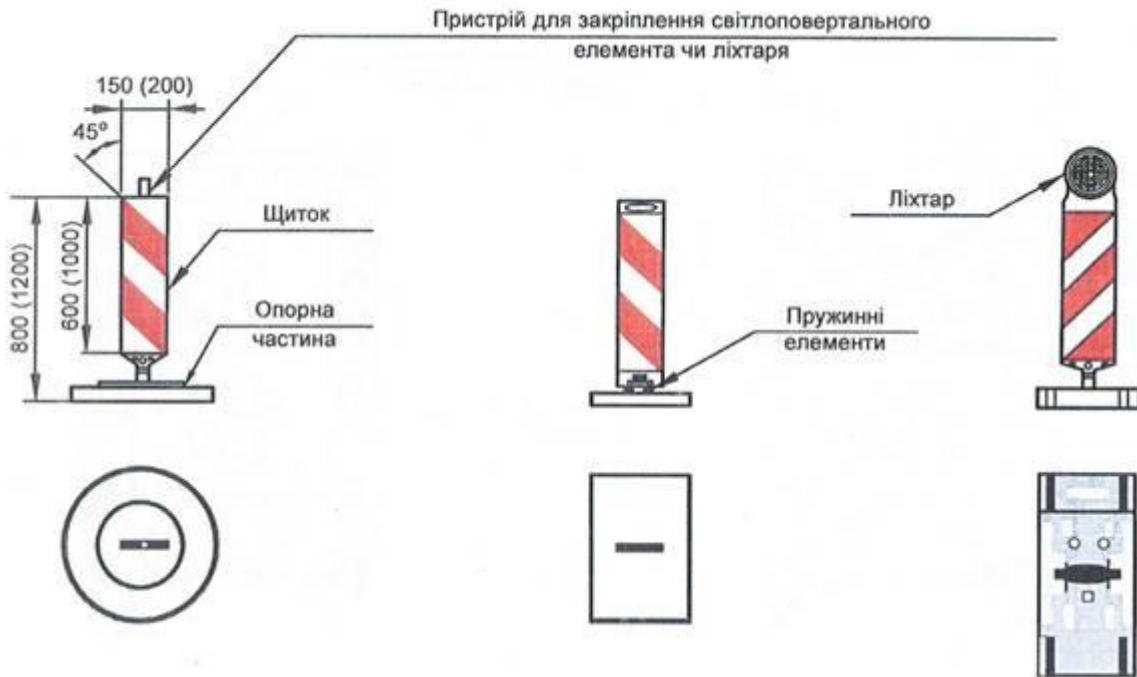 Пристрій для закріплення світлоповертального
елемента чи ліхтаря
150 (200)
45º
Щиток
Ліхтар
800 (1200)
600 (1000)
Опорна
частина
Пружинні
елементи